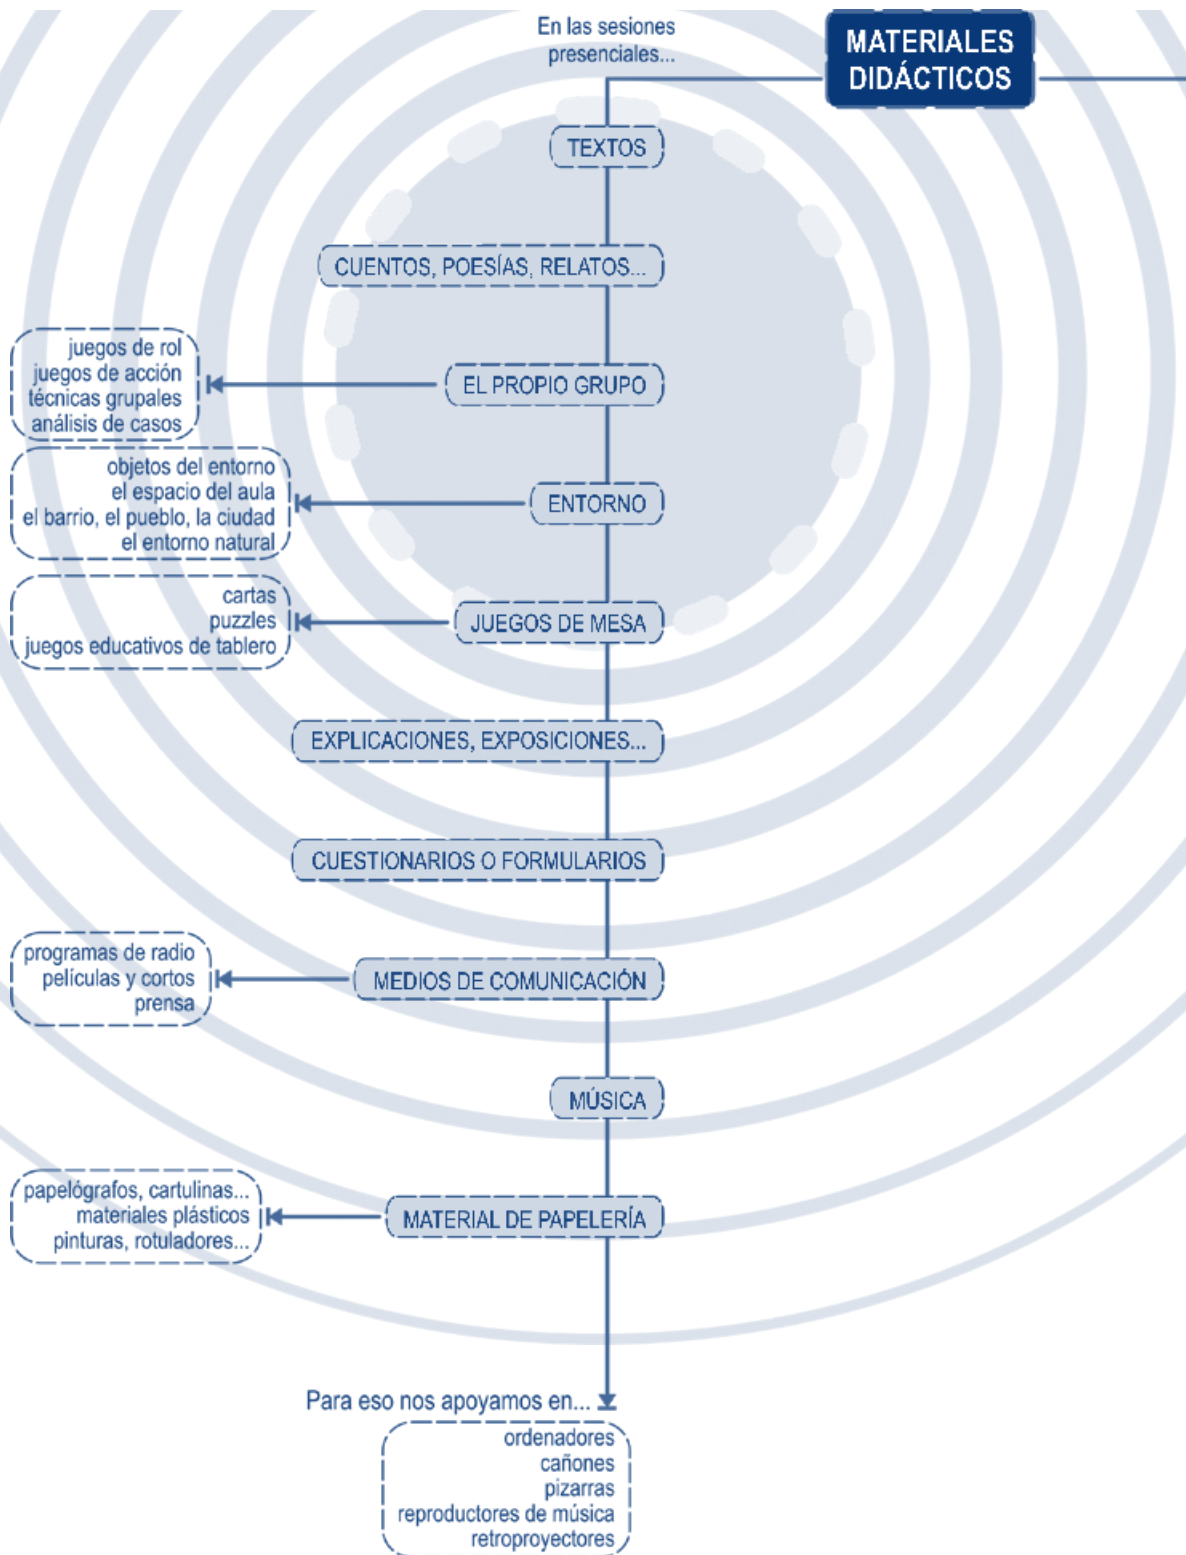 En las sesiones
presenciales...
MATERIALES
DIDÁCTICOS
TEXTOS
CUENTOS, POESÍAS, RELATOS...
EL PROPIO GRUPO
juegos de rol
juegos de acción
técnicas grupales
análisis de casos
ENTORNO
objetos del entorno
el espacio del aula
el barrio, el pueblo, la ciudad
el entorno natural
JUEGOS DE MESA
cartas
puzzles
juegos educativos de tablero
EXPLICACIONES, EXPOSICIONES...
CUESTIONARIOS O FORMULARIOS
MEDIOS DE COMUNICACIÓN
programas de radio
películas y cortos
prensa
MÚSICA
MATERIAL DE PAPELERÍA
papelógrafos, cartulinas...
materiales plásticos
pinturas, rotuladores...
Para eso nos apoyamos en...
ordenadores
cañones
pizarras
reproductores de música
retroproyectores